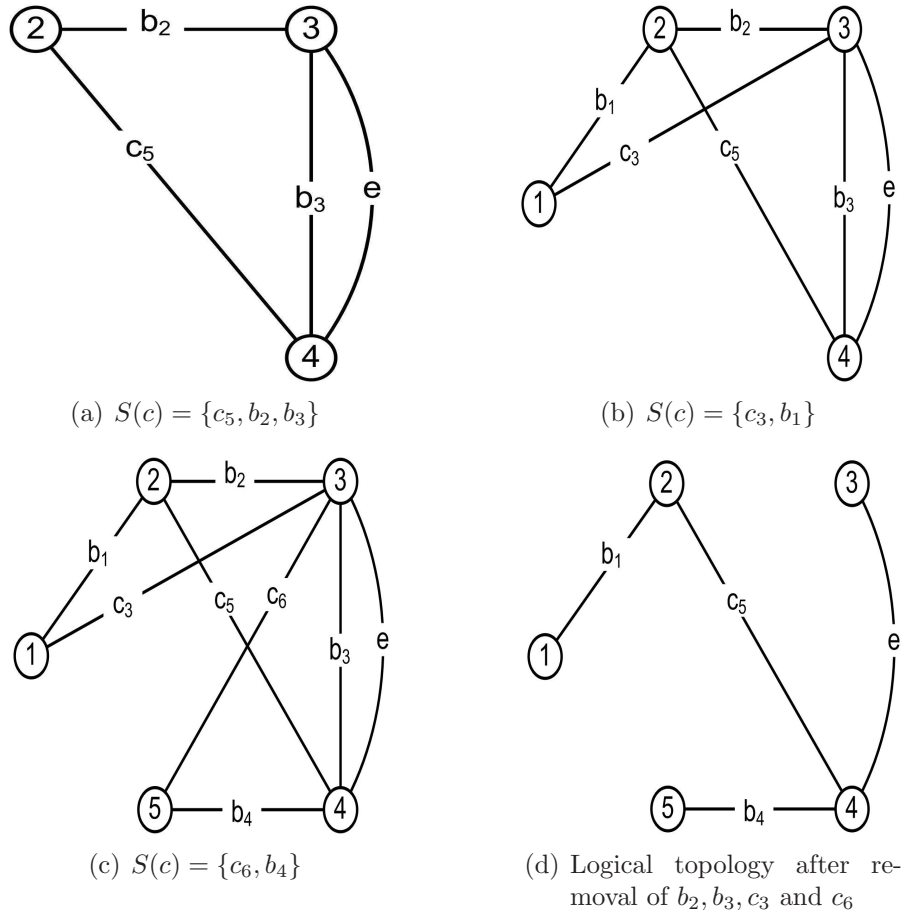 2 b₂ 3
c₅
b₃ e
4
(a) S(c) = {c₅, b₂, b₃}
2 b₂ 3
b₁
c₃ c₅
1 b₃ e
4
(b) S(c) = {c₃, b₁}
2 b₂ 3
b₁
c₃ c₅ c₆
1 b₃ e
5 b₄ 4
(c) S(c) = {c₆, b₄}
2 3
b₁
c₅
1 e
5 b₄ 4
(d) Logical topology after re-
moval of b₂, b₃, c₃ and c₆